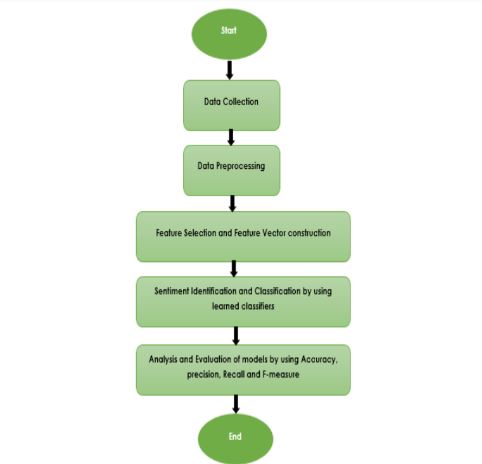 Start
Data Collection
Data Preprocessing
Feature Selection and Feature Vector construction
Sentiment Identification and Classification by using
learned classifiers
Analysis and Evaluation of models by using Accuracy,
precision, Recall and F-measure
End